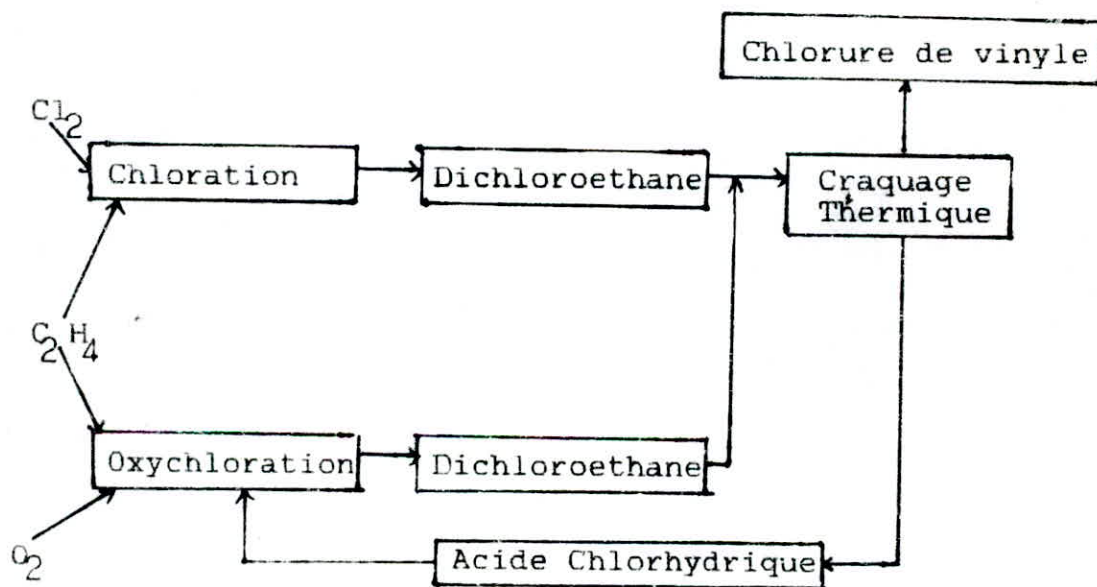 Chlorure de vinyle
Cl2
Chloration
Dichloroethane
Craquage
Thermique
C2H4
Oxychloration
Dichloroethane
O2
Acide Chlorhydrique